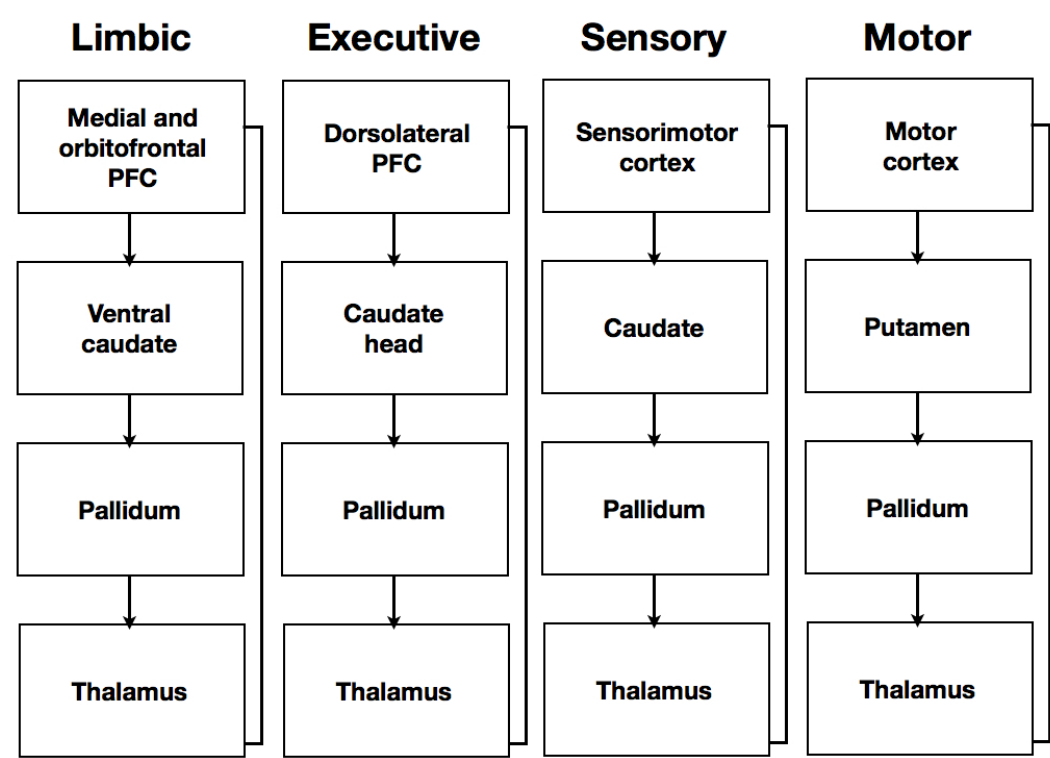 Limbic
Executive
Sensory
Motor
Medial and
orbitofrontal
PFC
Dorsolateral
PFC
Sensorimotor
cortex
Motor
cortex
Ventral
caudate
Caudate
head
Caudate
Putamen
Pallidum
Pallidum
Pallidum
Pallidum
Thalamus
Thalamus
Thalamus
Thalamus